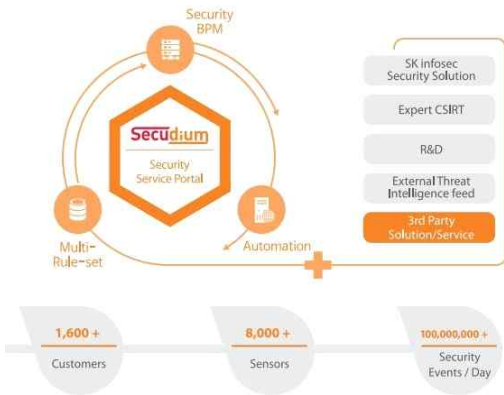 Security
BPM
Secudium
Security
Service Portal
Multi-
Rule-set
Automation
SK infosec
Security Solution
Expert CSIRT
R&D
External Threat
Intelligence feed
3rd Party
Solution/Service
1,600 +
Customers
8,000 +
Sensors
100,000,000 +
Security
Events / Day